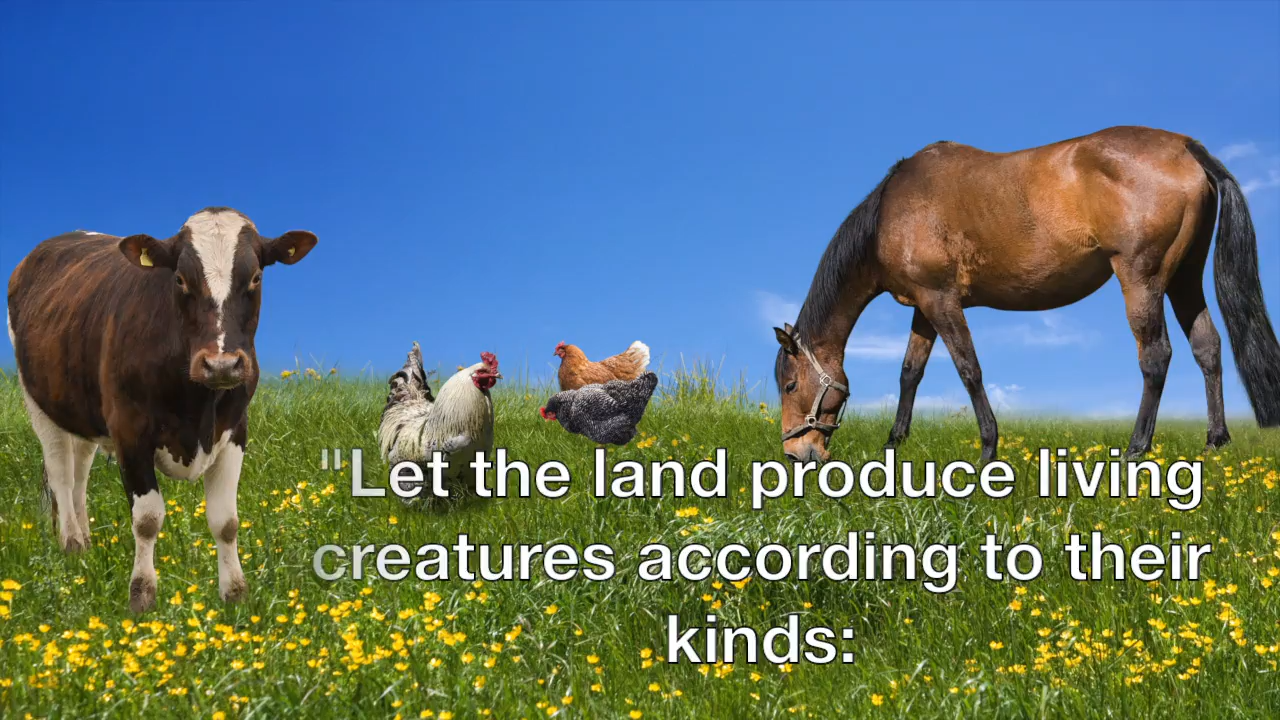 "Let the land produce living
creatures according to their
kinds: